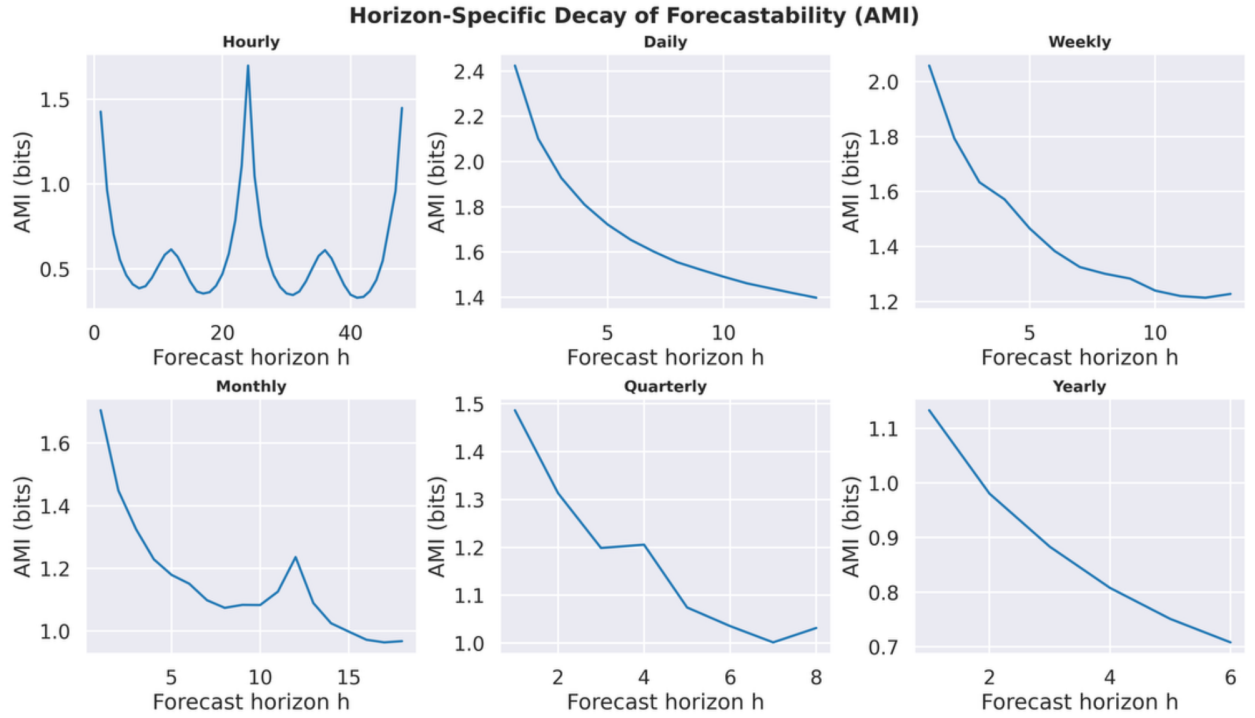 Horizon-Specific Decay of Forecastability (AMI)
Hourly
AMI (bits)
1.5
1.0
0.5
0 20 40
Forecast horizon h
Daily
AMI (bits)
2.4
2.2
2.0
1.8
1.6
1.4
5 10
Forecast horizon h
Weekly
AMI (bits)
2.0
1.8
1.6
1.4
1.2
5 10
Forecast horizon h
Monthly
AMI (bits)
1.6
1.4
1.2
1.0
5 10 15
Forecast horizon h
Quarterly
AMI (bits)
1.5
1.4
1.3
1.2
1.1
1.0
2 4 6 8
Forecast horizon h
Yearly
AMI (bits)
1.1
1.0
0.9
0.8
0.7
2 4 6
Forecast horizon h